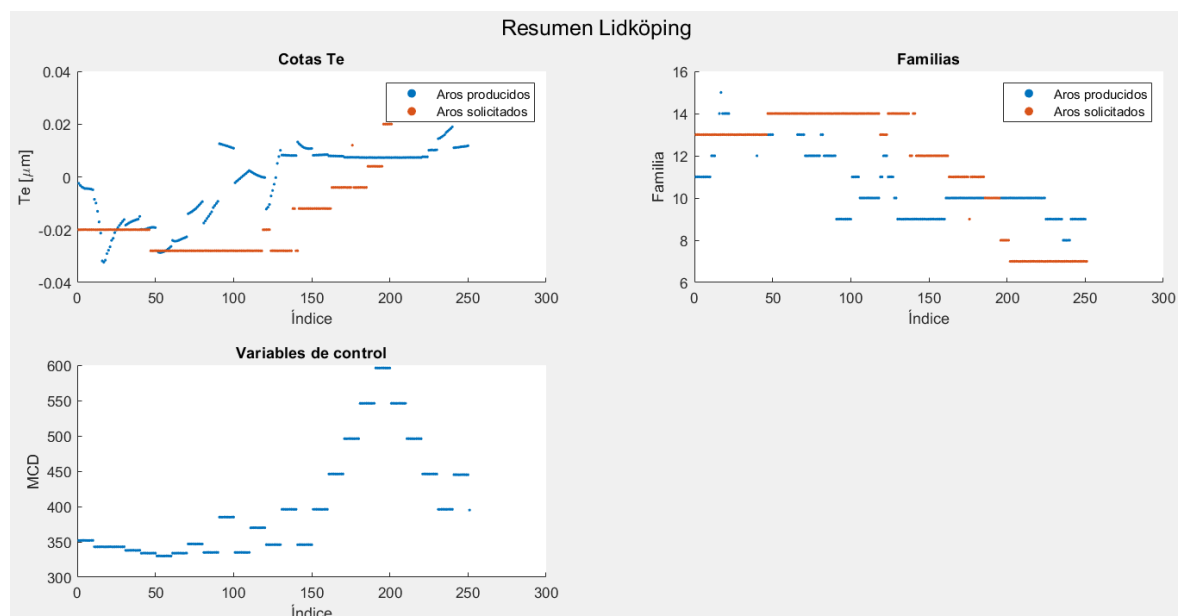 Resumen Lidköping
Cotas Te
0.04
0.02
0
-0.02
-0.04
Te [μm]
0 50 100 150 200 250 300
Índice
Aros producidos
Aros solicitados
Familias
16
14
12
10
8
6
Familia
0 50 100 150 200 250 300
Índice
Aros producidos
Aros solicitados
Variables de control
600
550
500
450
400
350
300
MCD
0 50 100 150 200 250 300
Índice